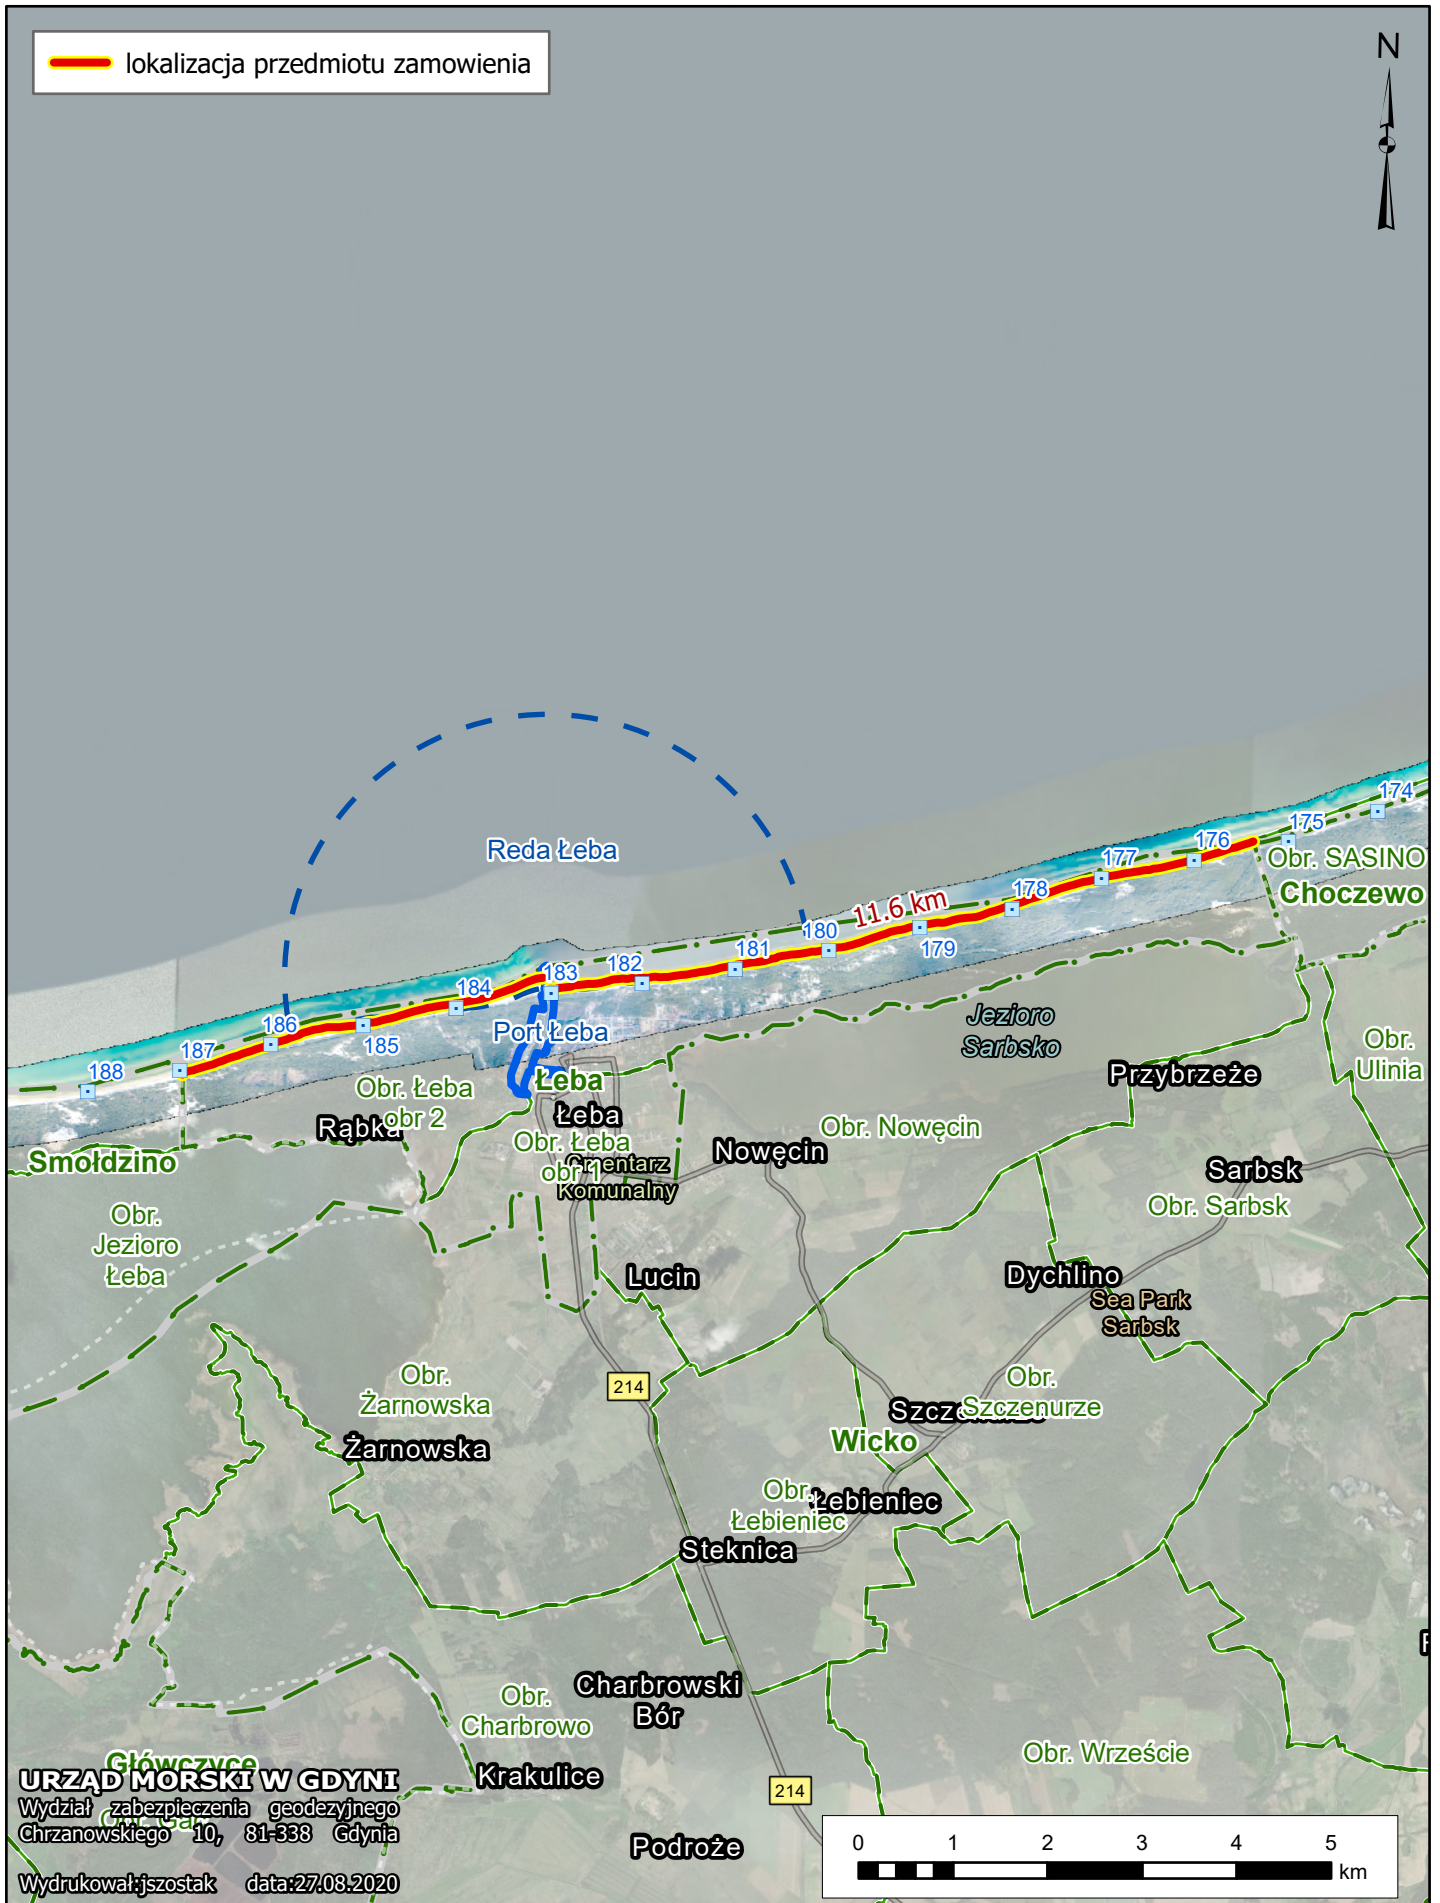 lokalizacja przedmiotu zamowienia
N
174
175
176
Obr. SASINO
Choczewo
177
178
11.6 km
179
180
181
182
183
184
185
186
187
188
Reda Łeba
Port Łeba
Jezioro
Sarbsko
Obr.
Ulinia
Przybrzeże
Łeba
Łeba
Obr. Łeba
obr 2
Rąbka
Obr. Łeba
obr 1
Cmentarz
Komunalny
Nowęcin
Obr. Nowęcin
Smołdzino
Sarbsk
Obr. Sarbsk
Obr.
Jezioro
Łeba
Lucin
Dychlino
Sea Park
Sarbsk
214
Obr.
Żarnowska
Żarnowska
Obr.
Szczenurze
Szczenurze
Wicko
Obr.
Łebieniec
Łebieniec
Steknica
Charbrowski
Bór
Obr.
Charbrowo
Krakulice
Obr. Wrzeście
214
Podroże
Główczyce
URZĄD MORSKI W GDYNI
Wydział zabezpieczenia geodezyjnego
Chrzanowskiego 10, 81-338 Gdynia
Wydrukował:jszostak data:27.08.2020
0 1 2 3 4 5
km